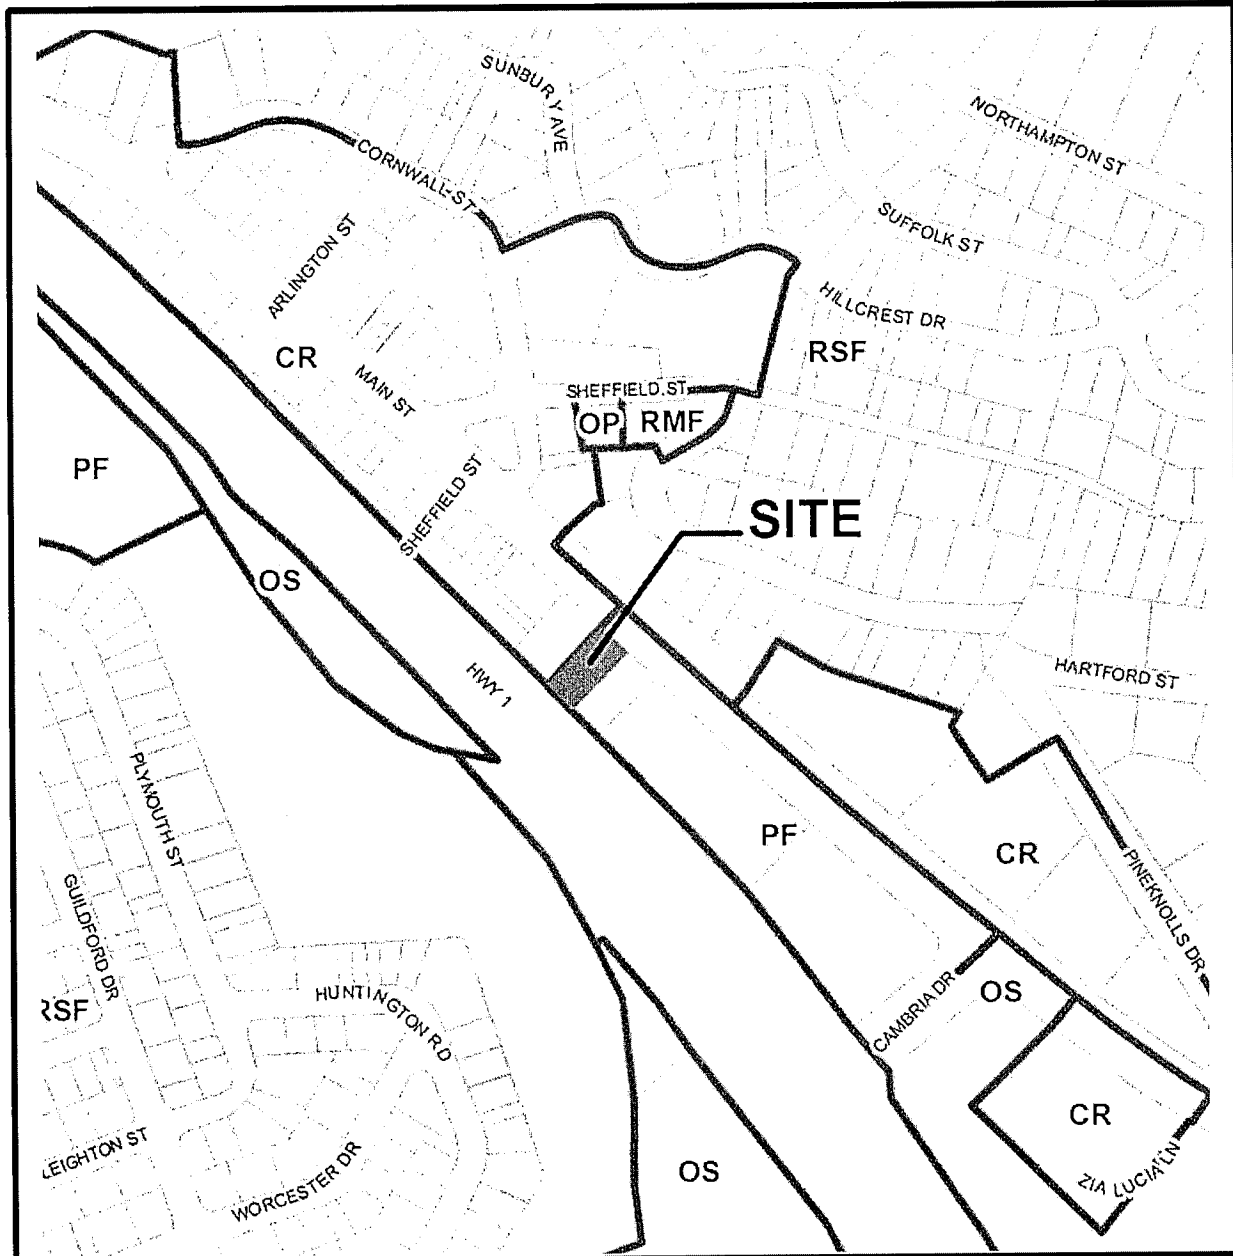 SUNBURY AVE
NORTHAMPTON ST
CORNWALL ST
SUFFOLK ST
ARLINGTON ST
HILLCREST DR
CR
RSF
MAIN ST
SHEFFIELD ST
OP
RMF
PF
SHEFFIELD ST
SITE
OS
HWY 1
HARTFORD ST
PLYMOUTH ST
PF
CR
PINEKNOLLS DR
GUILDFORD DR
HUNTINGTON RD
OS
RSF
CAMBRIA DR
CR
LEIGHTON ST
OS
ZIA LUCIA LN
WORCESTER DR